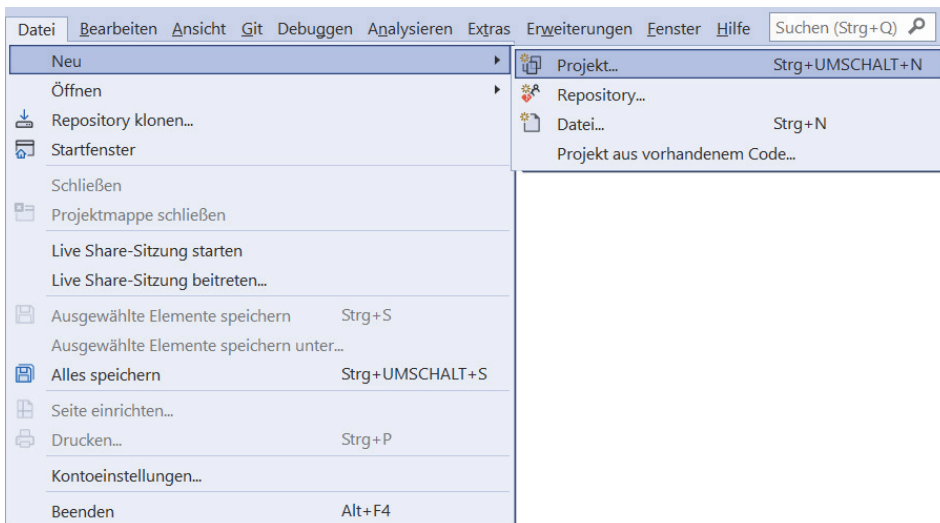 Datei Bearbeiten Ansicht Git Debuggen Analysieren Extras Erweiterungen Fenster Hilfe Suchen (Strg+Q)
Neu
Öffnen
Repository klonen...
Startfenster
Schließen
Projektmappe schließen
Live Share-Sitzung starten
Live Share-Sitzung beitreten...
Ausgewählte Elemente speichern Strg+S
Ausgewählte Elemente speichern unter...
Alles speichern Strg+UMSCHALT+S
Seite einrichten...
Drucken... Strg+P
Kontoeinstellungen...
Beenden Alt+F4
Projekt... Strg+UMSCHALT+N
Repository...
Datei... Strg+N
Projekt aus vorhandenem Code...